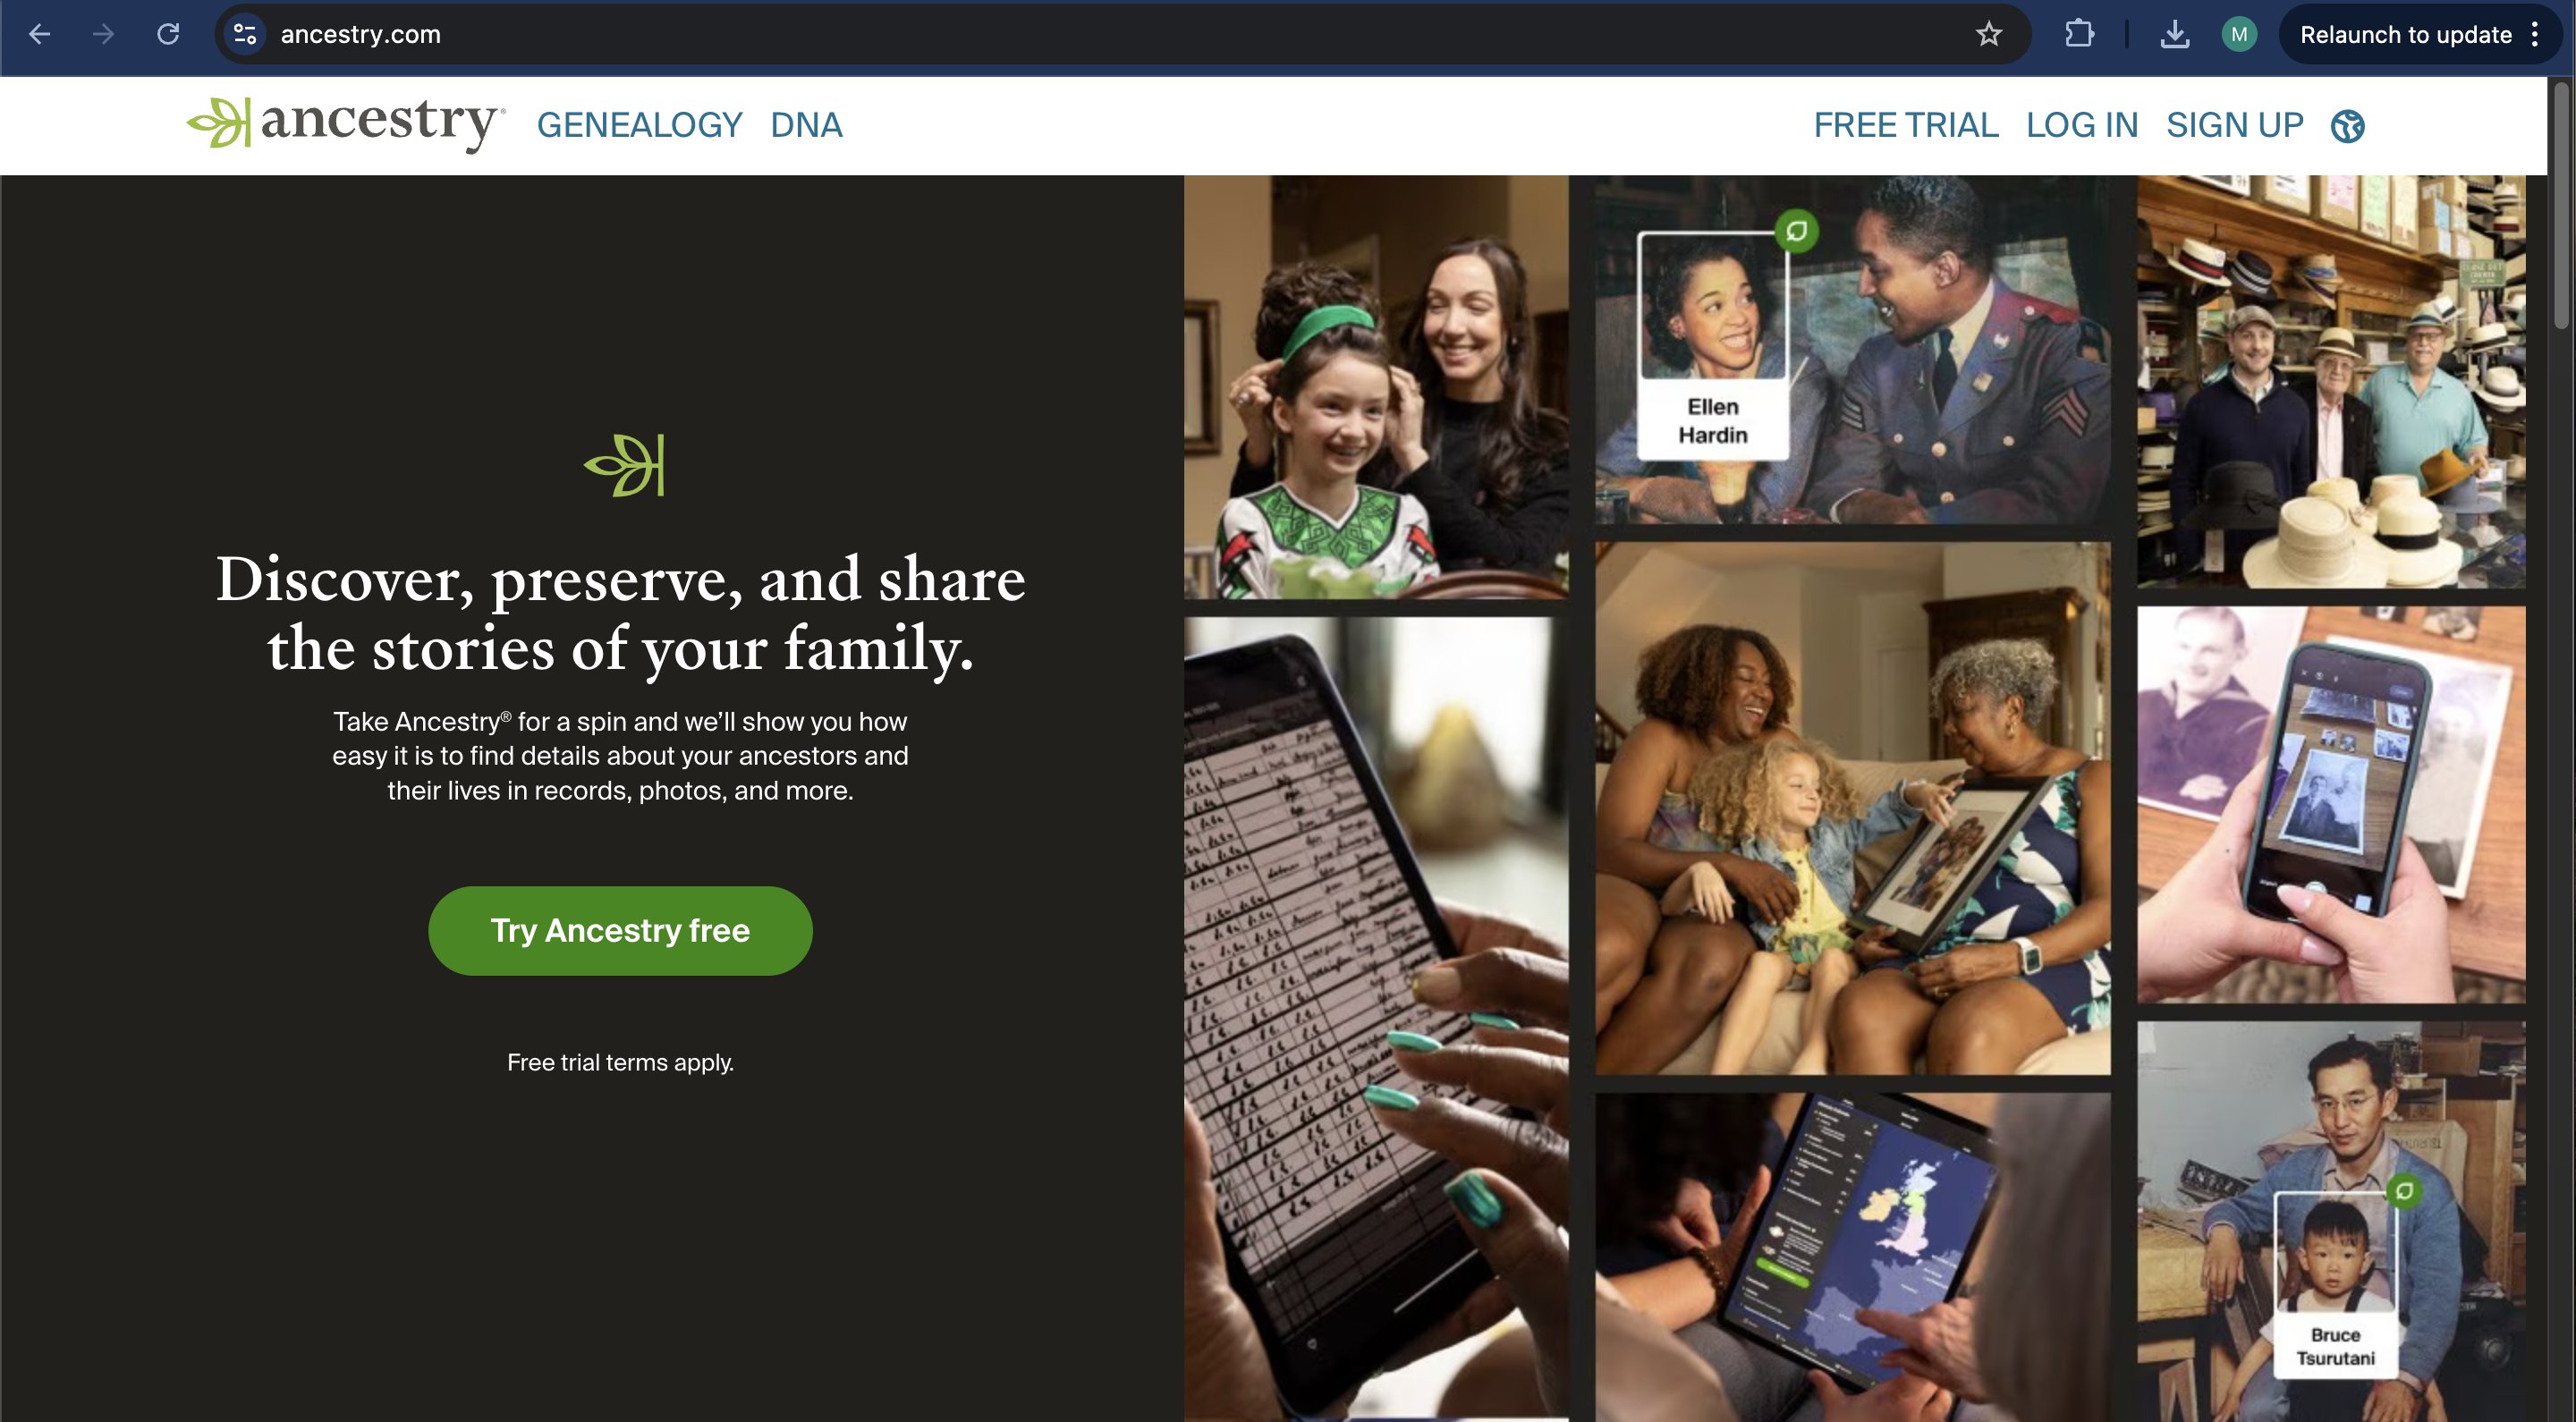 ancestry.com
Relaunch to update
M
ancestry®
GENEALOGY
DNA
FREE TRIAL
LOG IN
SIGN UP
Discover, preserve, and share
the stories of your family.
Take Ancestry® for a spin and we’ll show you how
easy it is to find details about your ancestors and
their lives in records, photos, and more.
Try Ancestry free
Free trial terms apply.
Ellen
Hardin
Bruce
Tsurutani